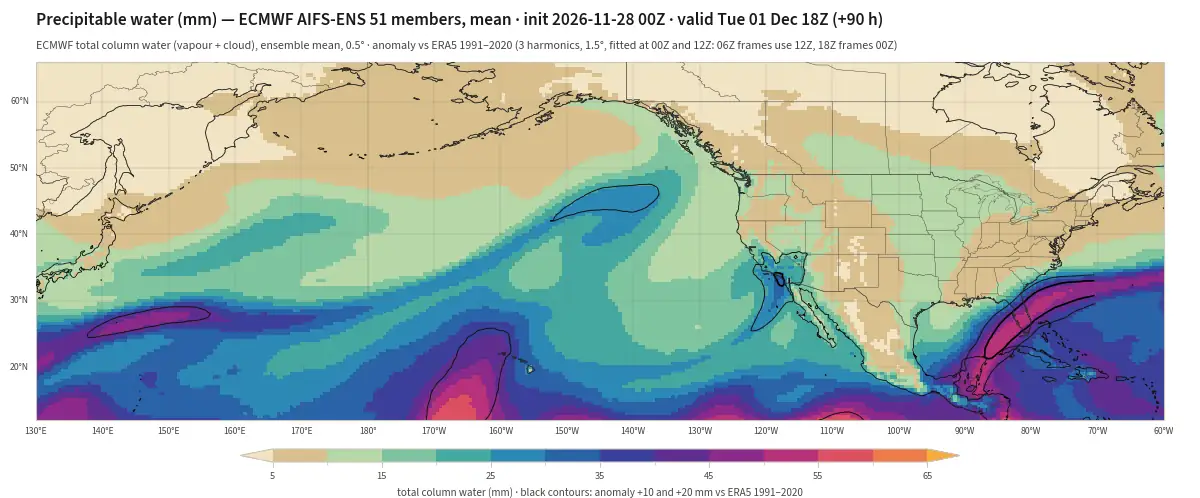 Precipitable water (mm) — ECMWF AIFS-ENS 51 members, mean · init 2026-11-28 00Z · valid Tue 01 Dec 18Z (+90 h)
ECMWF total column water (vapour + cloud), ensemble mean, 0.5° · anomaly vs ERA5 1991–2020 (3 harmonics, 1.5°, fitted at 00Z and 12Z: 06Z frames use 12Z, 18Z frames 00Z)
60°N
50°N
40°N
30°N
20°N
130°E 140°E 150°E 160°E 170°E 180° 170°W 160°W 150°W 140°W 130°W 120°W 110°W 100°W 90°W 80°W 70°W 60°W
5 15 25 35 45 55 65
total column water (mm) · black contours: anomaly +10 and +20 mm vs ERA5 1991–2020